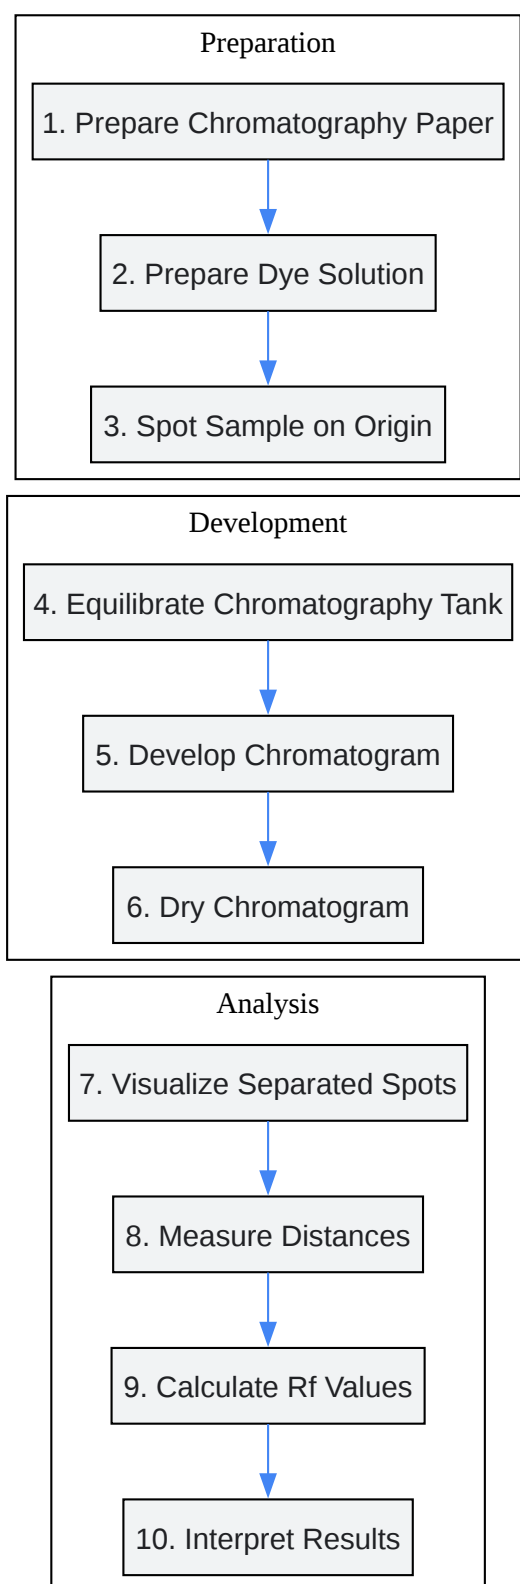 Preparation
1. Prepare Chromatography Paper
2. Prepare Dye Solution
3. Spot Sample on Origin
Development
4. Equilibrate Chromatography Tank
5. Develop Chromatogram
6. Dry Chromatogram
Analysis
7. Visualize Separated Spots
8. Measure Distances
9. Calculate Rf Values
10. Interpret Results